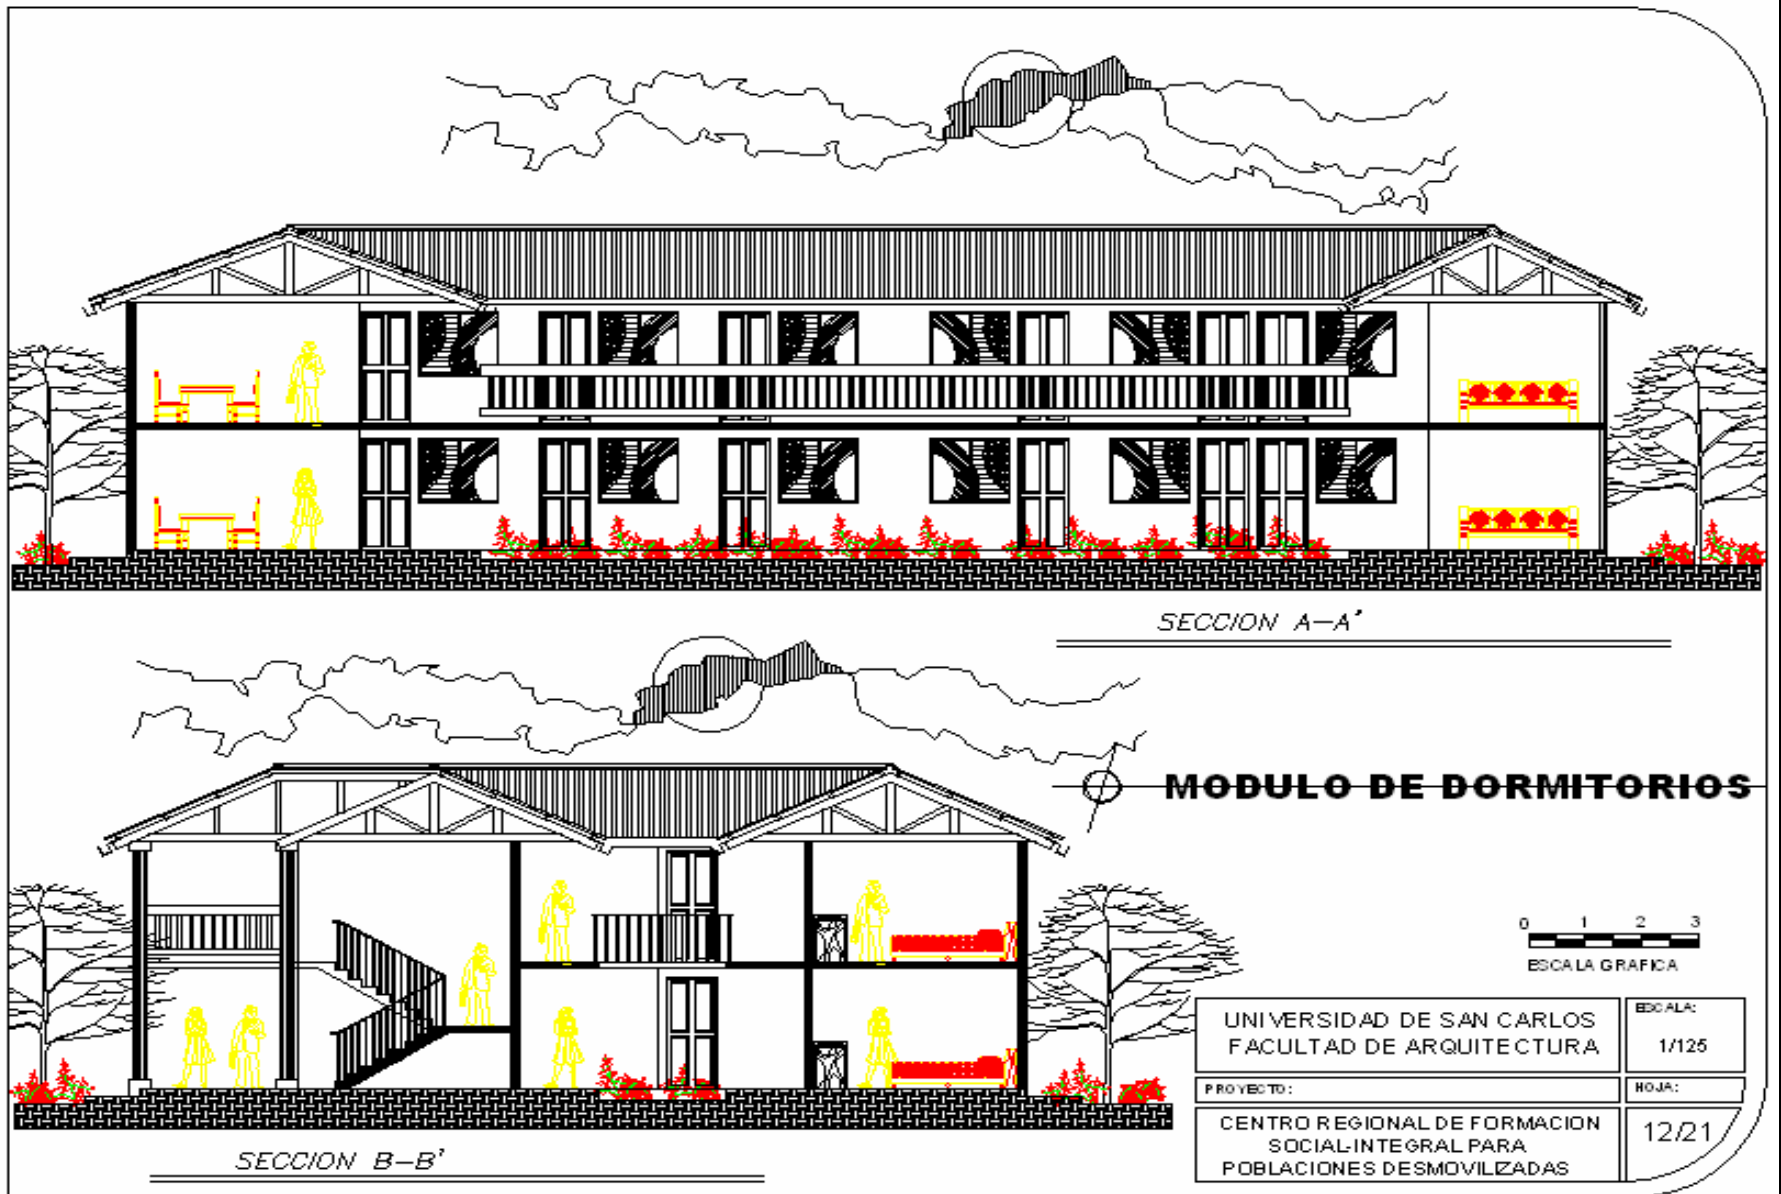 SECCION A-A'
MODULO DE DORMITORIOS
0 1 2 3
ESCALA GRAFICA
UNIVERSIDAD DE SAN CARLOS
FACULTAD DE ARQUITECTURA
ESCALA:
1/125
PROYECTO:
HOJA:
CENTRO REGIONAL DE FORMACION
SOCIAL-INTEGRAL PARA
POBLACIONES DESMOVILIZADAS
12/21
SECCION B-B'